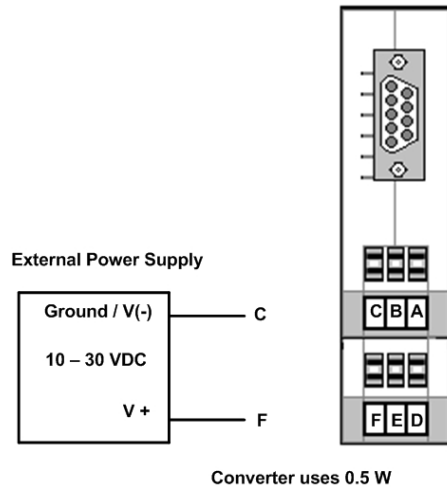 External Power Supply
Ground / V(-)
C
10 – 30 VDC
V +
F
C B A
F E D
Converter uses 0.5 W